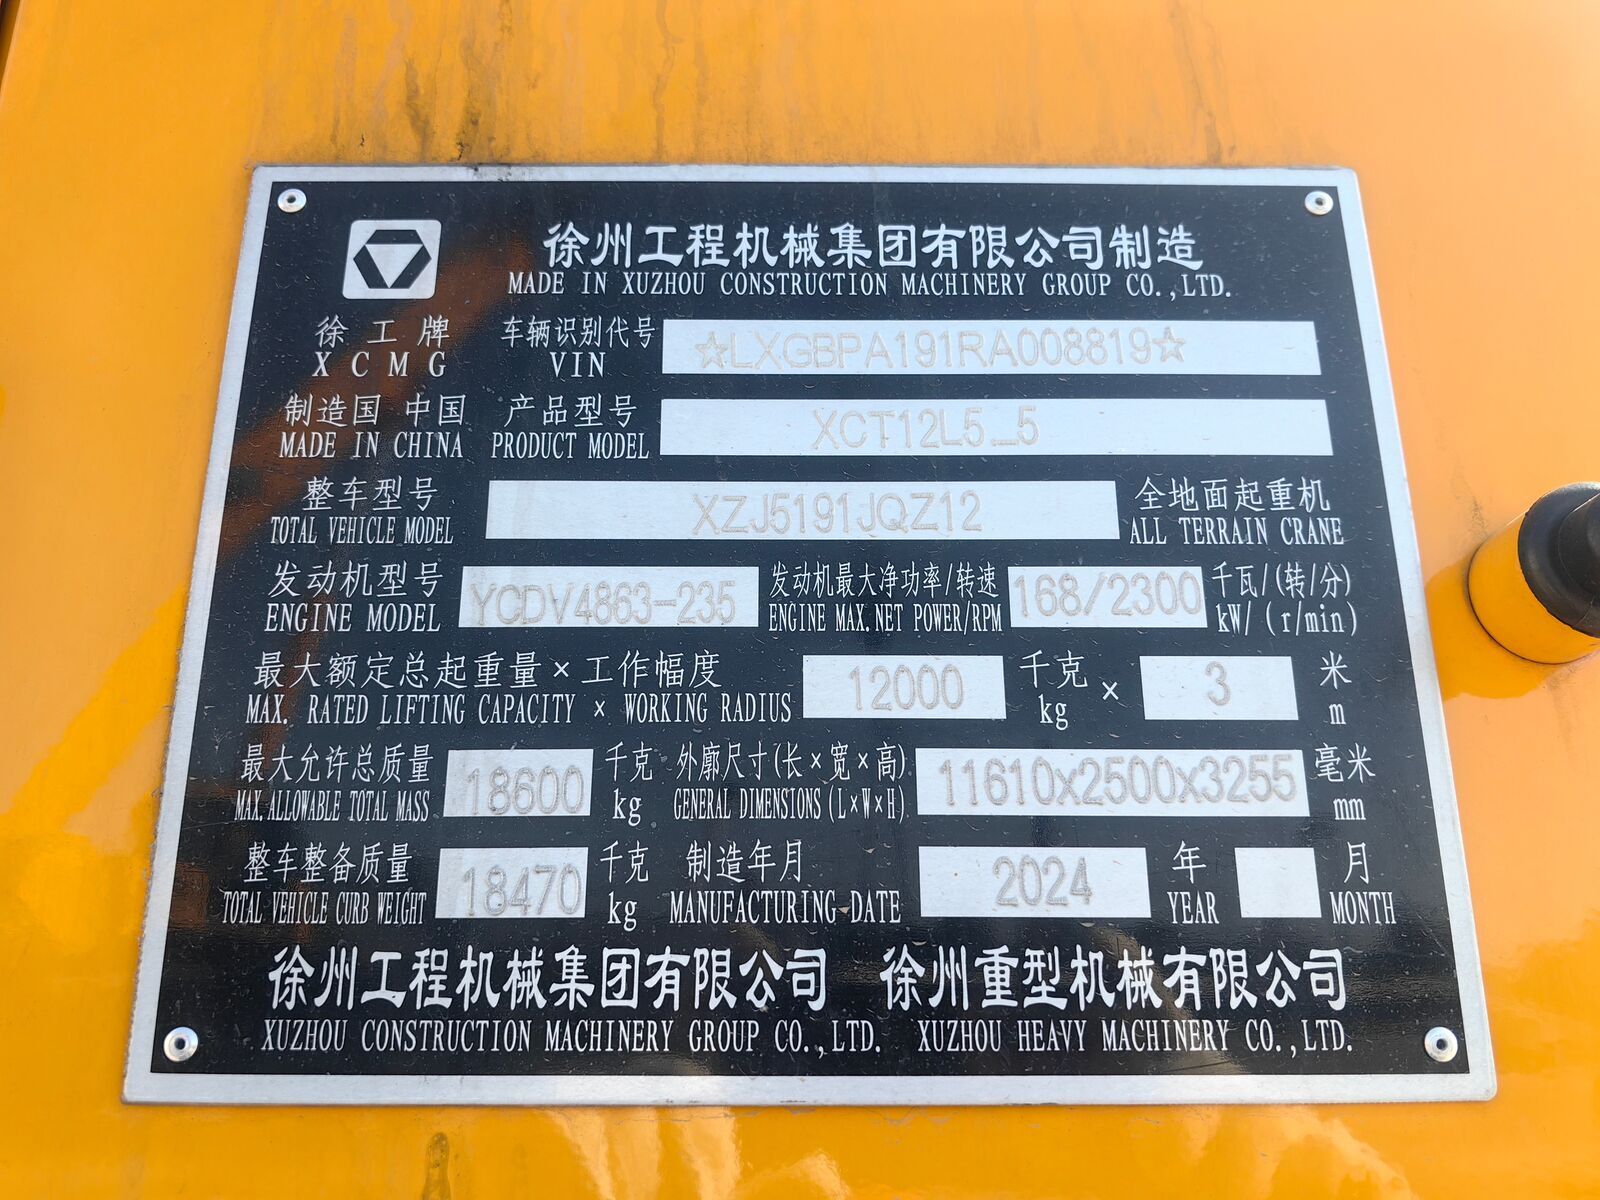 徐州工程机械集团有限公司制造
MADE IN XUZHOU CONSTRUCTION MACHINERY GROUP CO.,LTD.
徐工牌 车辆识别代号 ☆LXGBPA191RA008819☆
XCMG VIN
制造国 中国 产品型号 XCT12L5_5
MADE IN CHINA PRODUCT MODEL
整车型号 XZJ5191JQZ12 全地面起重机
TOTAL VEHICLE MODEL ALL TERRAIN CRANE
发动机型号 YCDV4863-235 发动机最大净功率/转速 168/2300 千瓦/(转/分)
ENGINE MODEL ENGINE MAX.NET POWER/RPM kW/(r/min)
最大额定总起重量×工作幅度 12000 千克 × 3 米
MAX. RATED LIFTING CAPACITY × WORKING RADIUS kg m
最大允许总质量 18600 千克 外廓尺寸(长×宽×高) 11610x2500x3255 毫米
MAX.ALLOWABLE TOTAL MASS kg GENERAL DIMENSIONS(L×W×H) mm
整车整备质量 18470 千克 制造年月 2024 年 月
TOTAL VEHICLE CURB WEIGHT kg MANUFACTURING DATE YEAR MONTH
徐州工程机械集团有限公司 徐州重型机械有限公司
XUZHOU CONSTRUCTION MACHINERY GROUP CO.,LTD. XUZHOU HEAVY MACHINERY CO.,LTD.